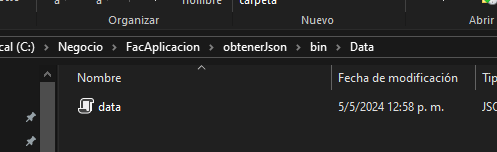 nombre carpeta
Organizar Nuevo Abrir
cal (C:) > Negocio > FacAplicacion > obtenerJson > bin > Data
Nombre Fecha de modificación Tip
data 5/5/2024 12:58 p. m. JSO